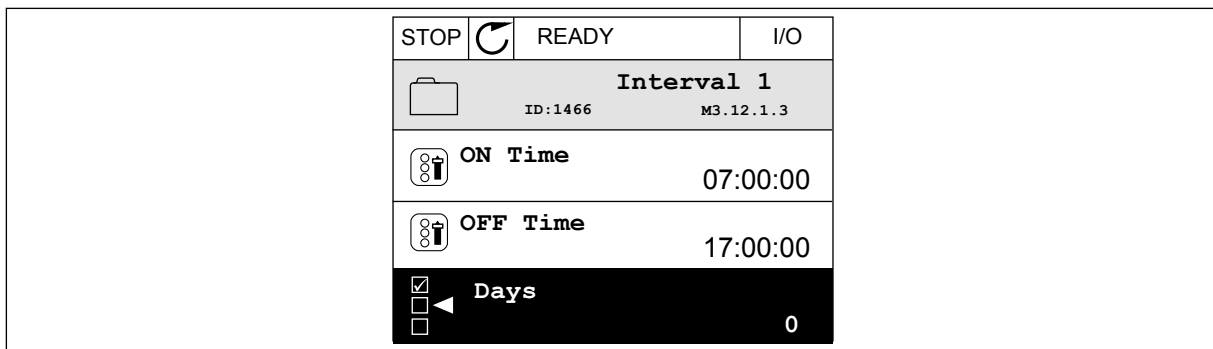 STOP READY I/O
Interval 1
ID:1466 M3.12.1.3
ON Time
07:00:00
OFF Time
17:00:00
Days
0